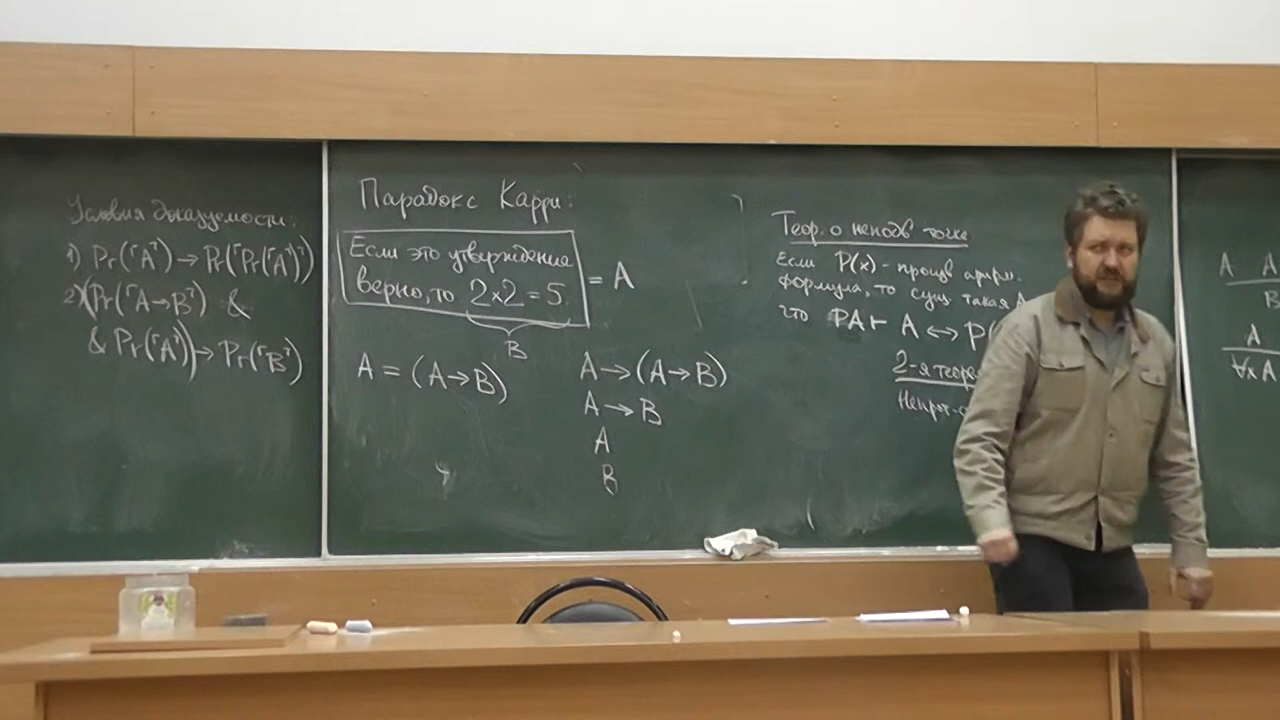 Условия доказуемости:
1) Pr(⌜A⌝) → Pr(⌜Pr(⌜A⌝)⌝)
2) (Pr(⌜A→B⌝) &
& Pr(⌜A⌝)) → Pr(⌜B⌝)
Парадокс Карри:
Если это утверждение
верно, то 2×2=5. = A
B
A = (A→B)
A→(A→B)
A→B
A
B
Теор. о неподв точке
Если P(x) - произв арифм.
формула, то сущ. такая A
что PA ⊢ A ↔ P(
2-я теоре
Непрот-
A A
B
A
∀x A